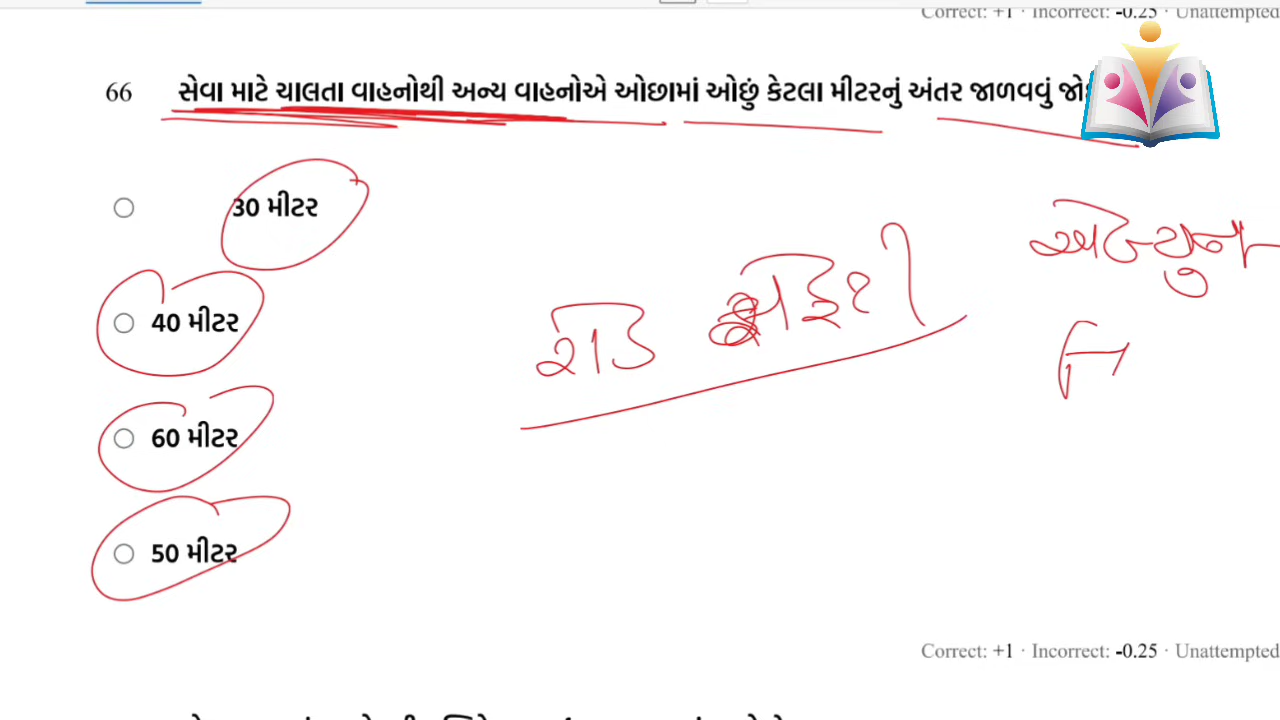 Correct: +1 · Incorrect: -0.25 · Unattempted
66 સેવા માટે ચાલતા વાહનોથી અન્ય વાહનોએ ઓછામાં ઓછું કેટલા મીટરનું અંતર જાળવવું
30 મીટર
40 મીટર
રોડ સેફટી
60 મીટર
50 મીટર
Correct: +1 · Incorrect: -0.25 · Unattempted